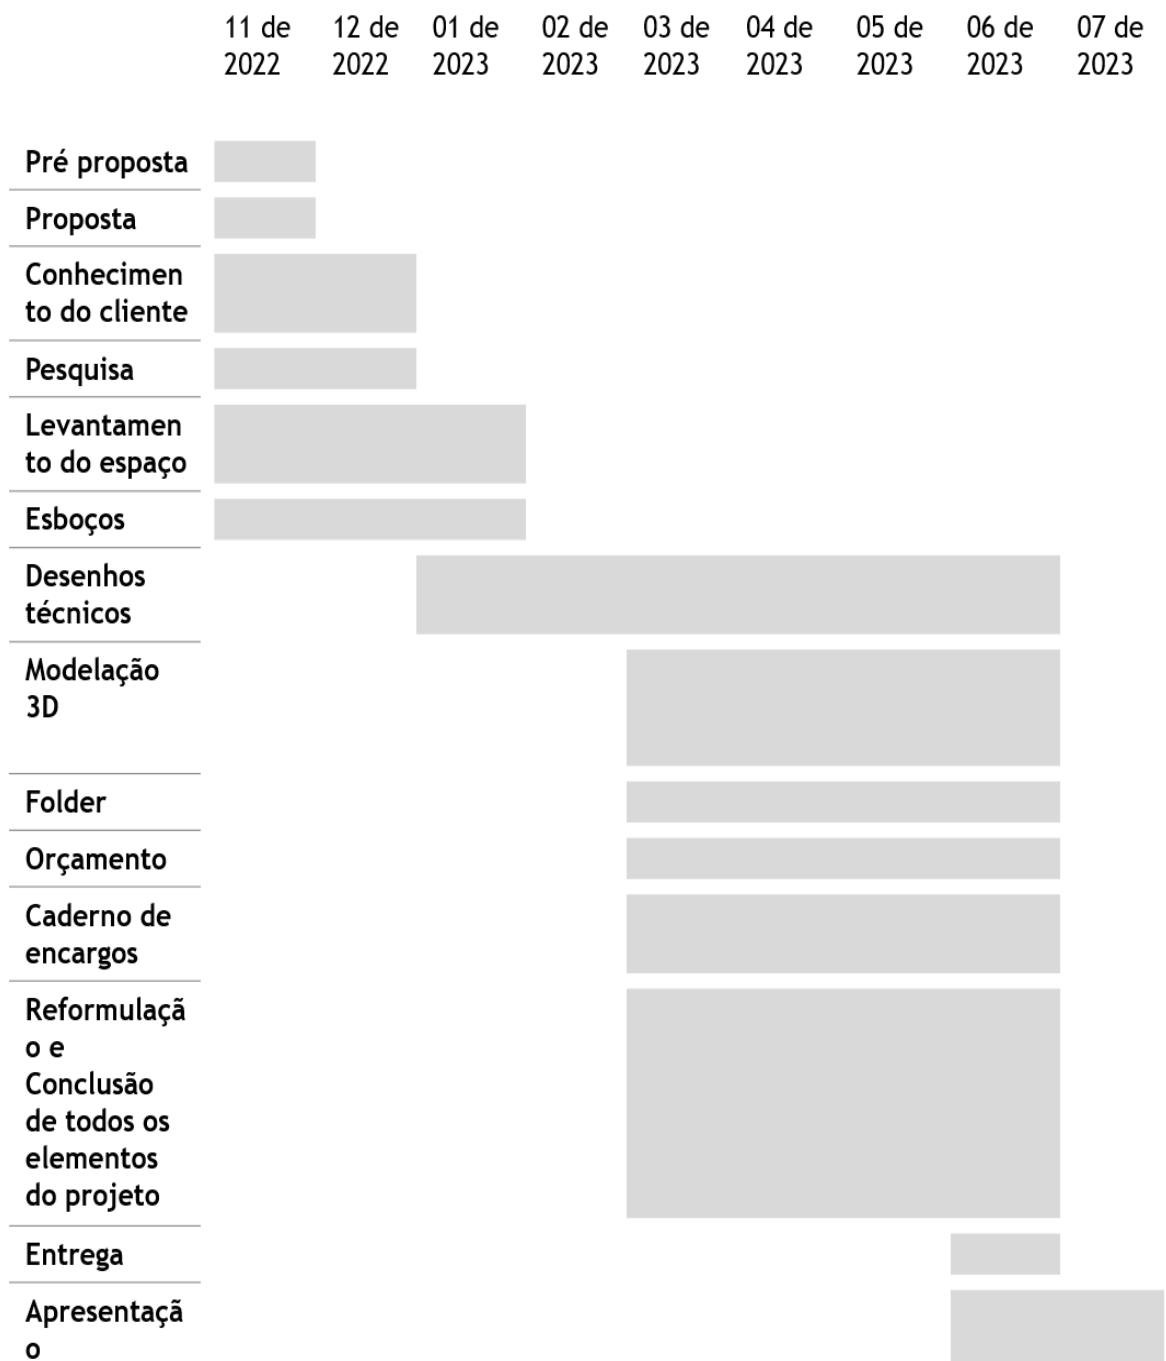 11 de 12 de 01 de 02 de 03 de 04 de 05 de 06 de 07 de
2022 2022 2023 2023 2023 2023 2023 2023 2023
Pré proposta
Proposta
Conhecimen
to do cliente
Pesquisa
Levantamen
to do espaço
Esboços
Desenhos
técnicos
Modelação
3D
Folder
Orçamento
Caderno de
encargos
Reformulaçã
o e
Conclusão
de todos os
elementos
do projeto
Entrega
Apresentaçã
o